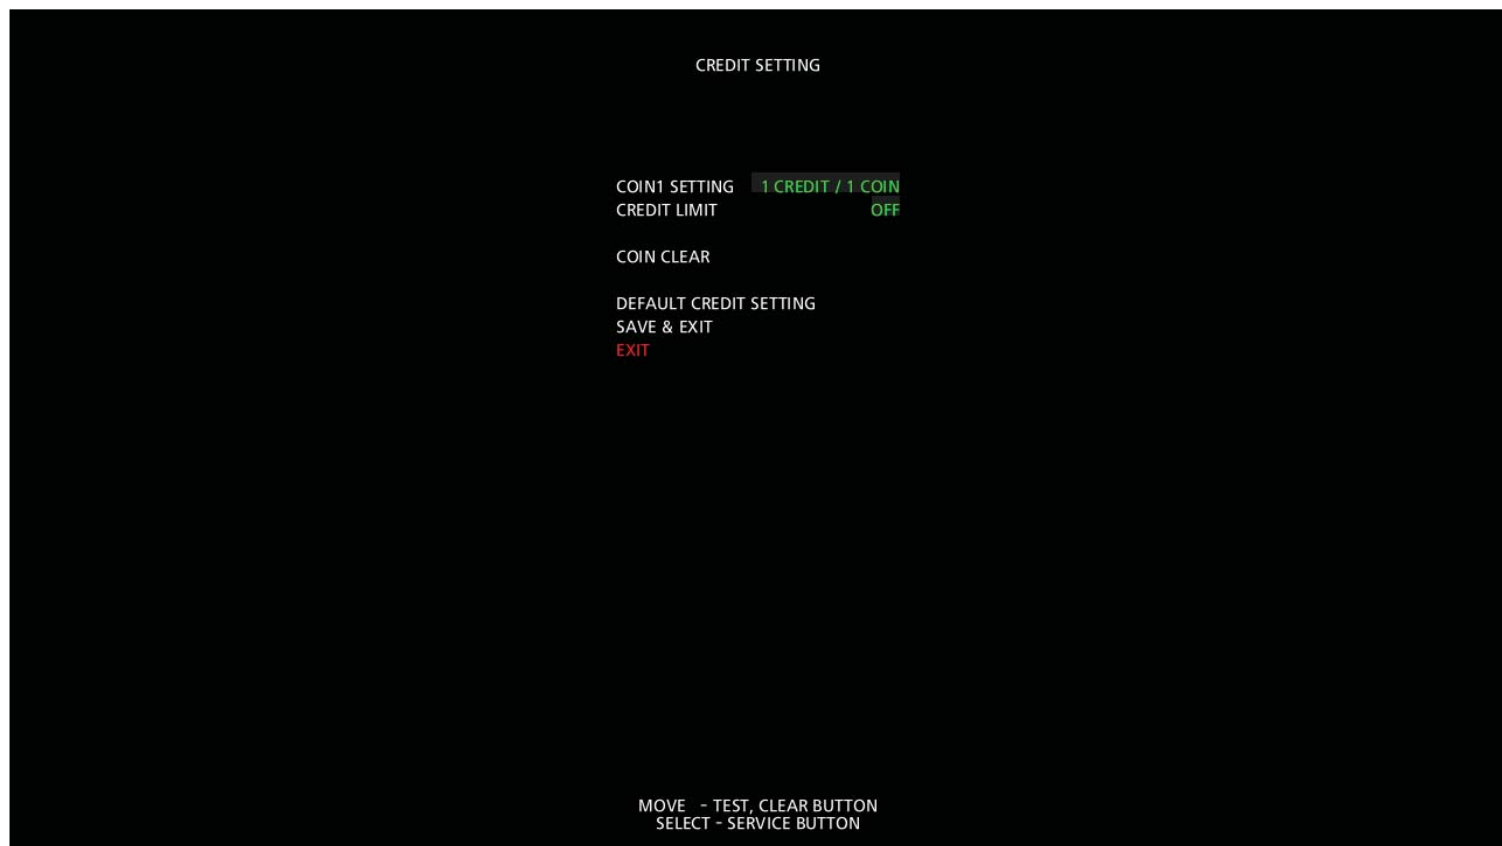 CREDIT SETTING
COIN1 SETTING 1 CREDIT / 1 COIN
CREDIT LIMIT OFF
COIN CLEAR
DEFAULT CREDIT SETTING
SAVE & EXIT
EXIT
MOVE - TEST, CLEAR BUTTON
SELECT - SERVICE BUTTON